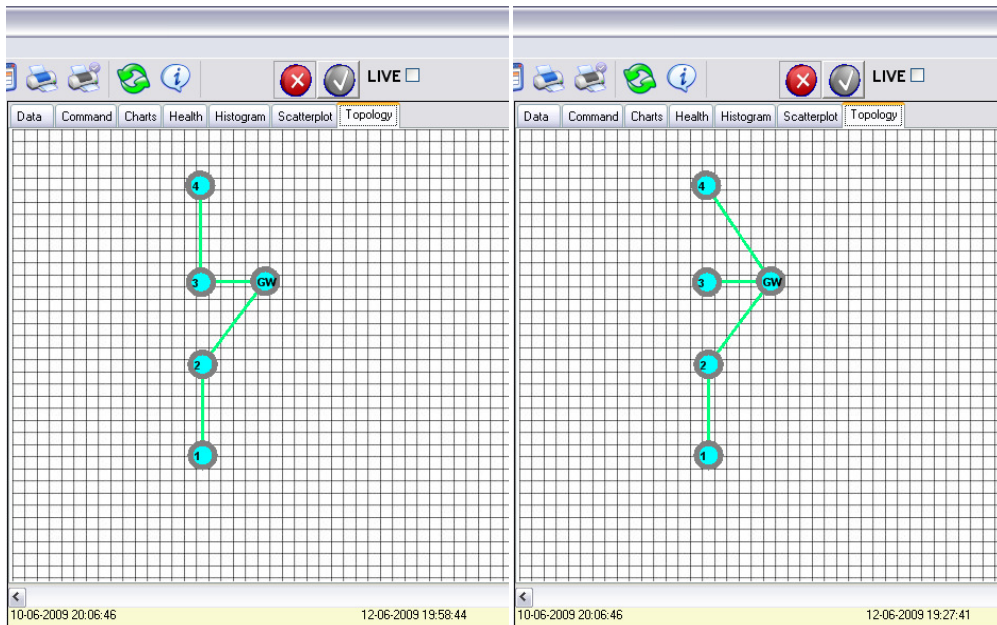 LIVE
Data Command Charts Health Histogram Scatterplot Topology
4
3 GW
2
1
10-06-2009 20:06:46 12-06-2009 19:58:44
LIVE
Data Command Charts Health Histogram Scatterplot Topology
4
3 GW
2
1
10-06-2009 20:06:46 12-06-2009 19:27:41